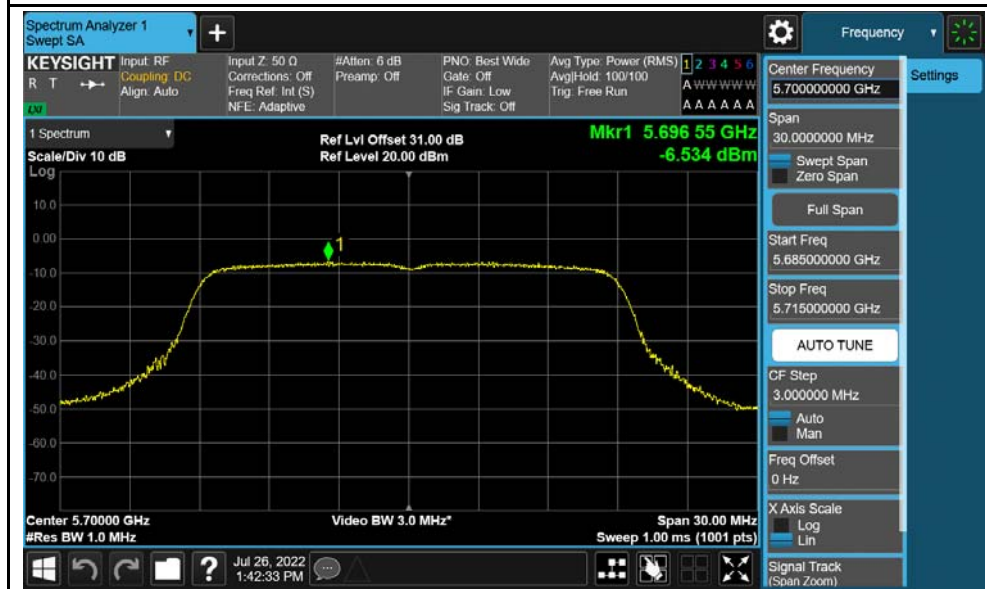 Spectrum Analyzer 1
Swept SA
+
Frequency
KEYSIGHT
R T
LXI
Input: RF
Coupling: DC
Align: Auto
Input Z: 50 Ω
Corrections: Off
Freq Ref: Int (S)
NFE: Adaptive
#Atten: 6 dB
Preamp: Off
PNO: Best Wide
Gate: Off
IF Gain: Low
Sig Track: Off
Avg Type: Power (RMS)
Avg|Hold: 100/100
Trig: Free Run
1 2 3 4 5 6
A W W W W W
A A A A A A
1 Spectrum
Scale/Div 10 dB
Log
Ref Lvl Offset 31.00 dB
Ref Level 20.00 dBm
Mkr1 5.696 55 GHz
-6.534 dBm
10.0
0.00
-10.0
-20.0
-30.0
-40.0
-50.0
-60.0
-70.0
1
Center 5.70000 GHz
#Res BW 1.0 MHz
Video BW 3.0 MHz*
Span 30.00 MHz
Sweep 1.00 ms (1001 pts)
Center Frequency
5.700000000 GHz
Span
30.0000000 MHz
Swept Span
Zero Span
Full Span
Start Freq
5.685000000 GHz
Stop Freq
5.715000000 GHz
AUTO TUNE
CF Step
3.000000 MHz
Auto
Man
Freq Offset
0 Hz
X Axis Scale
Log
Lin
Signal Track
(Span Zoom)
Settings
?
Jul 26, 2022
1:42:33 PM